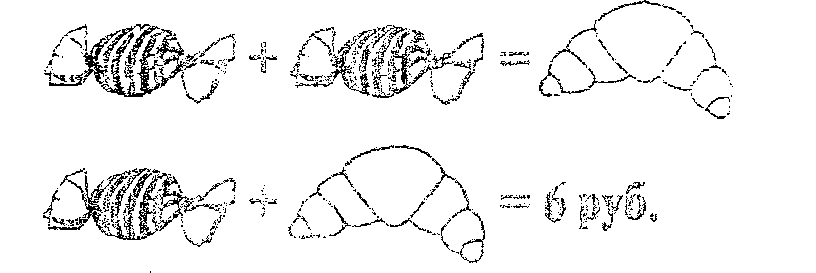 + =
+ = 6 руб.